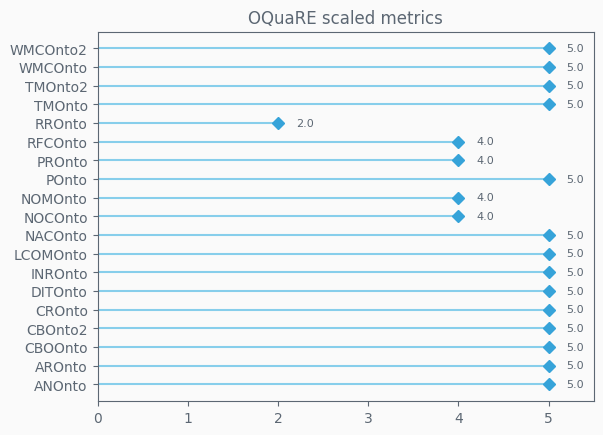 OQuaRE scaled metrics
WMCOnto2 5.0
WMCOnto 5.0
TMOnto2 5.0
TMOnto 5.0
RROnto 2.0
RFCOnto 4.0
PROnto 4.0
POnto 5.0
NOMOnto 4.0
NOCOnto 4.0
NACOnto 5.0
LCOMOnto 5.0
INROnto 5.0
DITOnto 5.0
CROnto 5.0
CBOnto2 5.0
CBOOnto 5.0
AROnto 5.0
ANOnto 5.0
0 1 2 3 4 5